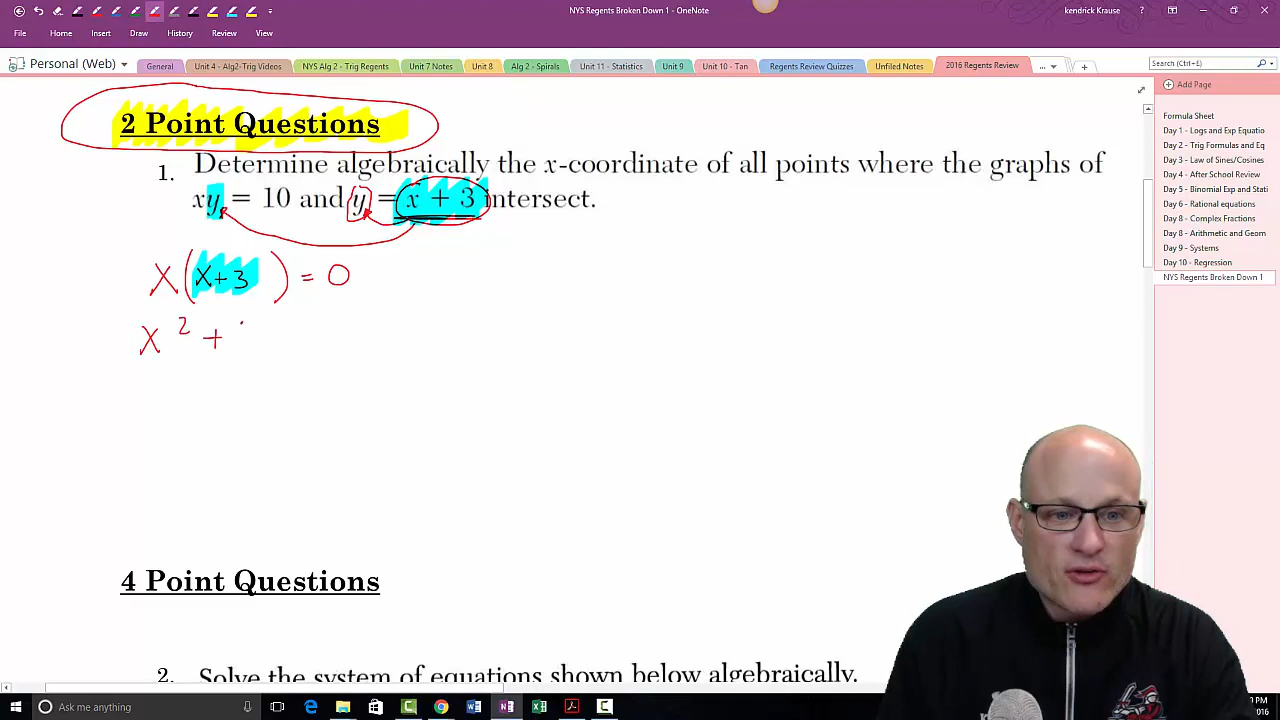 NYS Regents Broken Down 1 - OneNote
kendrick Krause
?
File Home Insert Draw History Review View
Personal (Web)
General
Unit 4 - Alg2-Trig Videos
NYS Alg 2 - Trig Regents
Unit 7 Notes
Unit 8
Alg 2 - Spirals
Unit 11 - Statistics
Unit 9
Unit 10 - Tan
Regents Review Quizzes
Unfiled Notes
2016 Regents Review
...
Search (Ctrl+E)
Add Page
Formula Sheet
Day 1 - Logs and Exp Equatio
Day 2 - Trig Formulas and Eq
Day 3 - Law of Sines/Cosines
Day 4 - After School Review
Day 5 - Binomial Exp and Stati
Day 6 - Rational equations
Day 8 - Complex Fractions
Day 8 - Arithmetic and Geom
Day 9 - Systems
Day 10 - Regression
NYS Regents Broken Down 1
2 Point Questions
1. Determine algebraically the x-coordinate of all points where the graphs of
xy = 10 and y = x + 3 intersect.
X(X+3) = 0
X² +
4 Point Questions
2. Solve the system of equations shown below algebraically.
Ask me anything